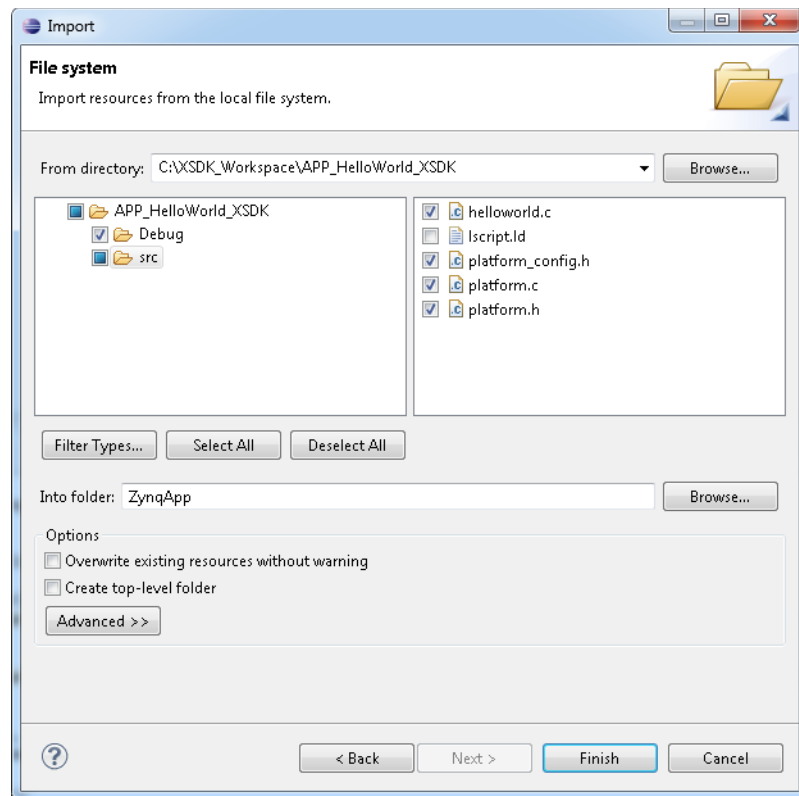 Import
File system
Import resources from the local file system.
From directory: C:\XSDK_Workspace\APP_HelloWorld_XSDK Browse...
APP_HelloWorld_XSDK
Debug
src
helloworld.c
lscript.ld
platform_config.h
platform.c
platform.h
Filter Types... Select All Deselect All
Into folder: ZynqApp Browse...
Options
Overwrite existing resources without warning
Create top-level folder
Advanced >>
? < Back Next > Finish Cancel